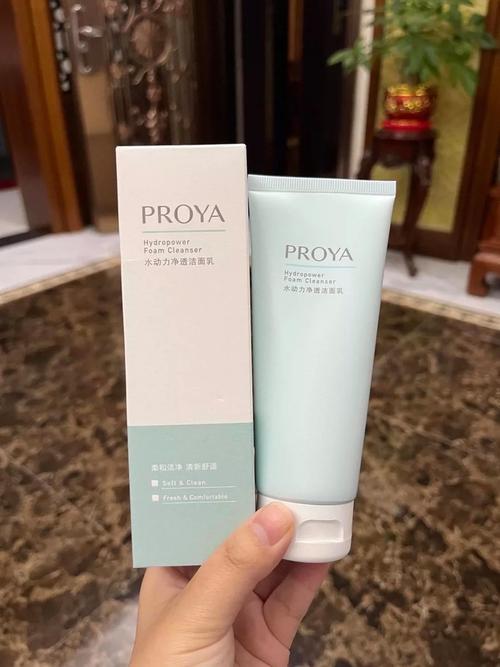 PROYA
Hydropower
Foam Cleanser
水动力净透洁面乳
柔和洁净 清新舒适
Soft & Clean
Fresh & Comfortable
PROYA
Hydropower
Foam Cleanser
水动力净透洁面乳